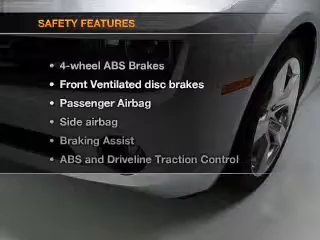 SAFETY FEATURES
• 4-wheel ABS Brakes
• Front Ventilated disc brakes
• Passenger Airbag
• Side airbag
• Braking Assist
• ABS and Driveline Traction Control